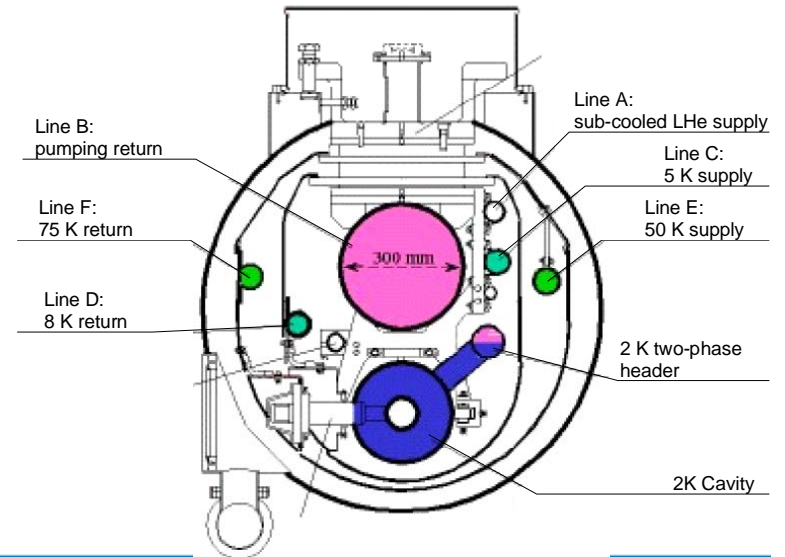 Line A:
sub-cooled LHe supply
Line B:
pumping return
Line C:
5 K supply
Line F:
75 K return
Line E:
50 K supply
300 mm
Line D:
8 K return
2 K two-phase
header
2K Cavity